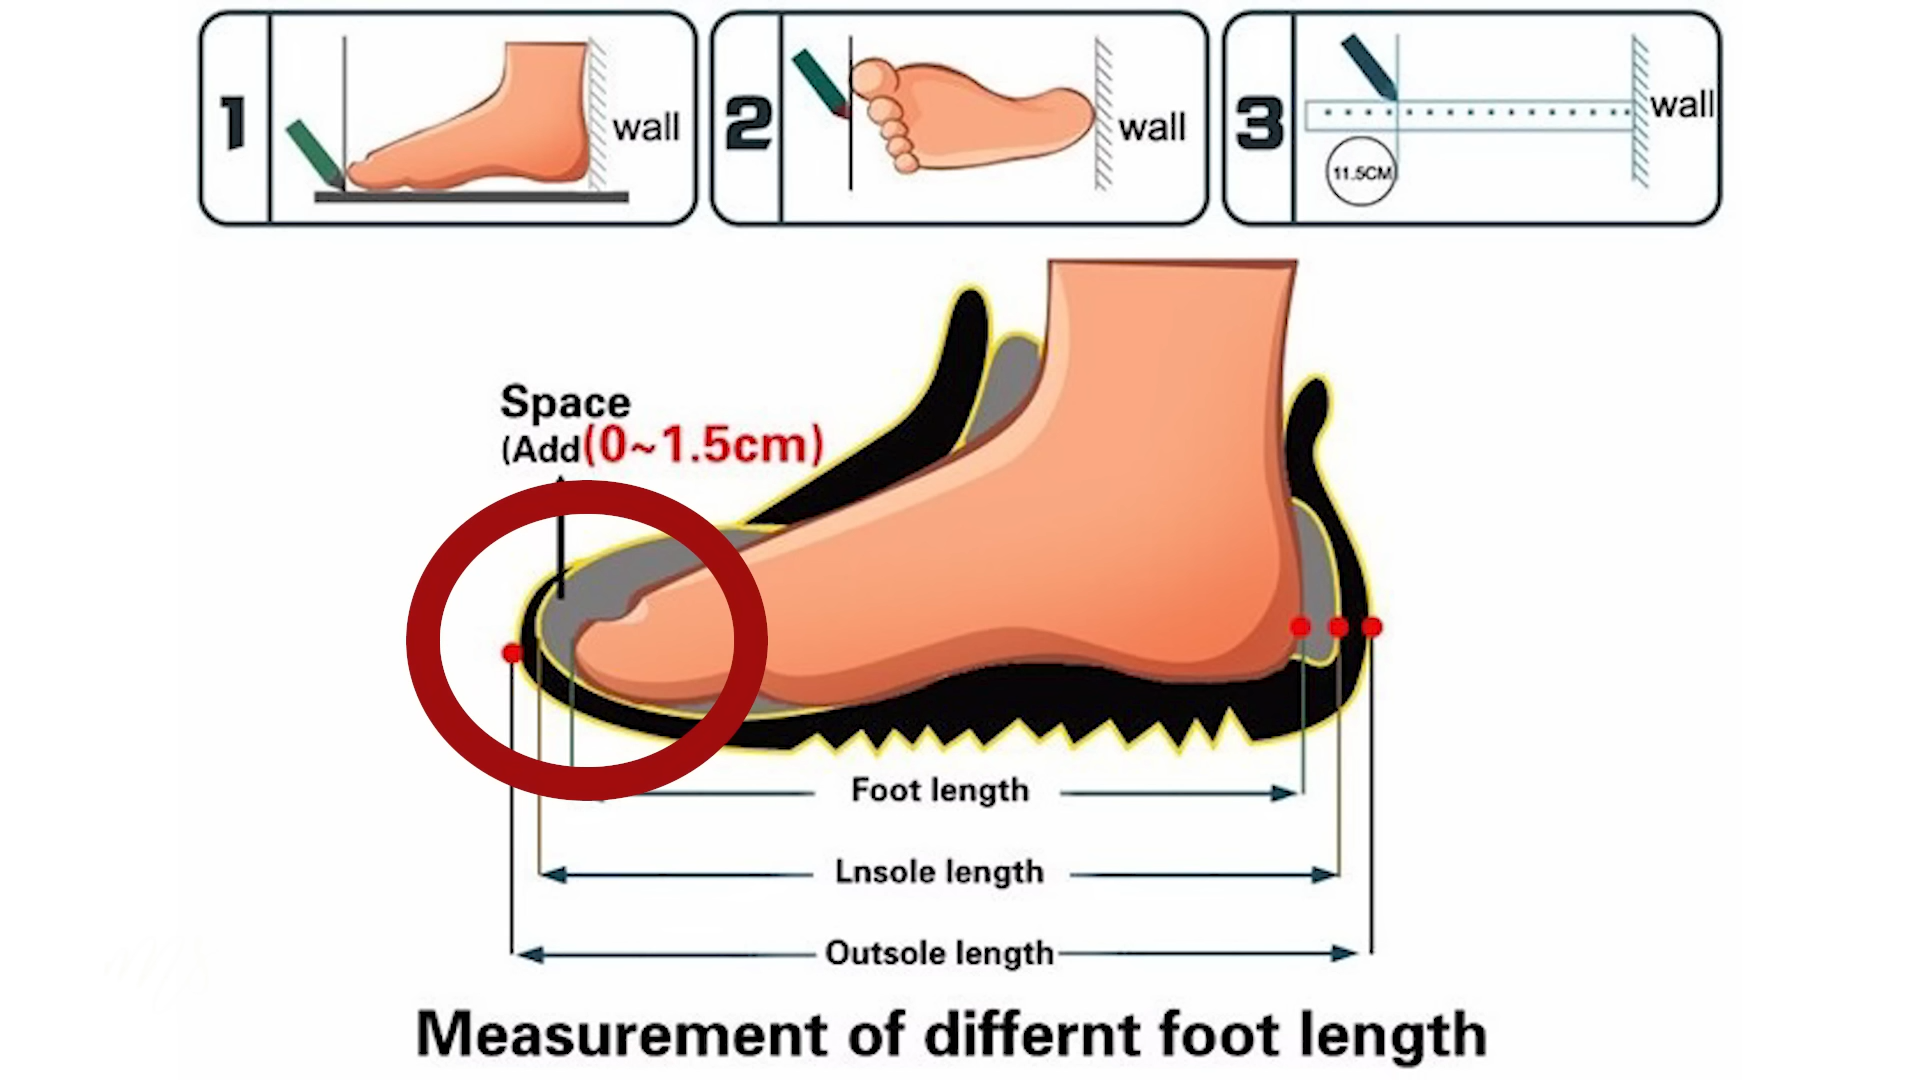 1
wall
2
wall
3
wall
11.5CM
Space
(Add(0~1.5cm)
Foot length
Lnsole length
Outsole length
Measurement of differnt foot length